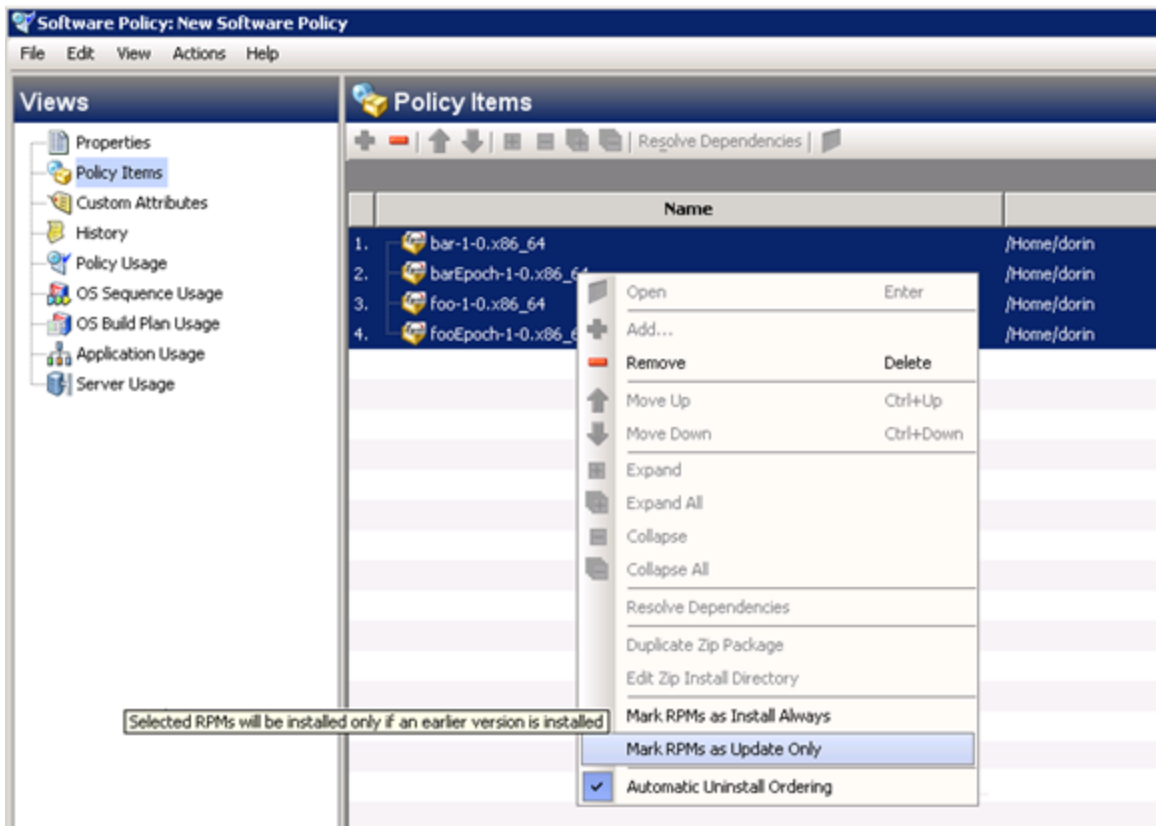 Software Policy: New Software Policy
File Edit View Actions Help
Views
Properties
Policy Items
Custom Attributes
History
Policy Usage
OS Sequence Usage
OS Build Plan Usage
Application Usage
Server Usage
Policy Items
Resolve Dependencies
Name
1. bar-1-0.x86_64 /Home/dorin
2. barEpoch-1-0.x86_64 /Home/dorin
3. foo-1-0.x86_64 /Home/dorin
4. fooEpoch-1-0.x86_6 /Home/dorin
Open Enter
Add...
Remove Delete
Move Up Ctrl+Up
Move Down Ctrl+Down
Expand
Expand All
Collapse
Collapse All
Resolve Dependencies
Duplicate Zip Package
Edit Zip Install Directory
Mark RPMs as Install Always
Selected RPMs will be installed only if an earlier version is installed
Mark RPMs as Update Only
Automatic Uninstall Ordering